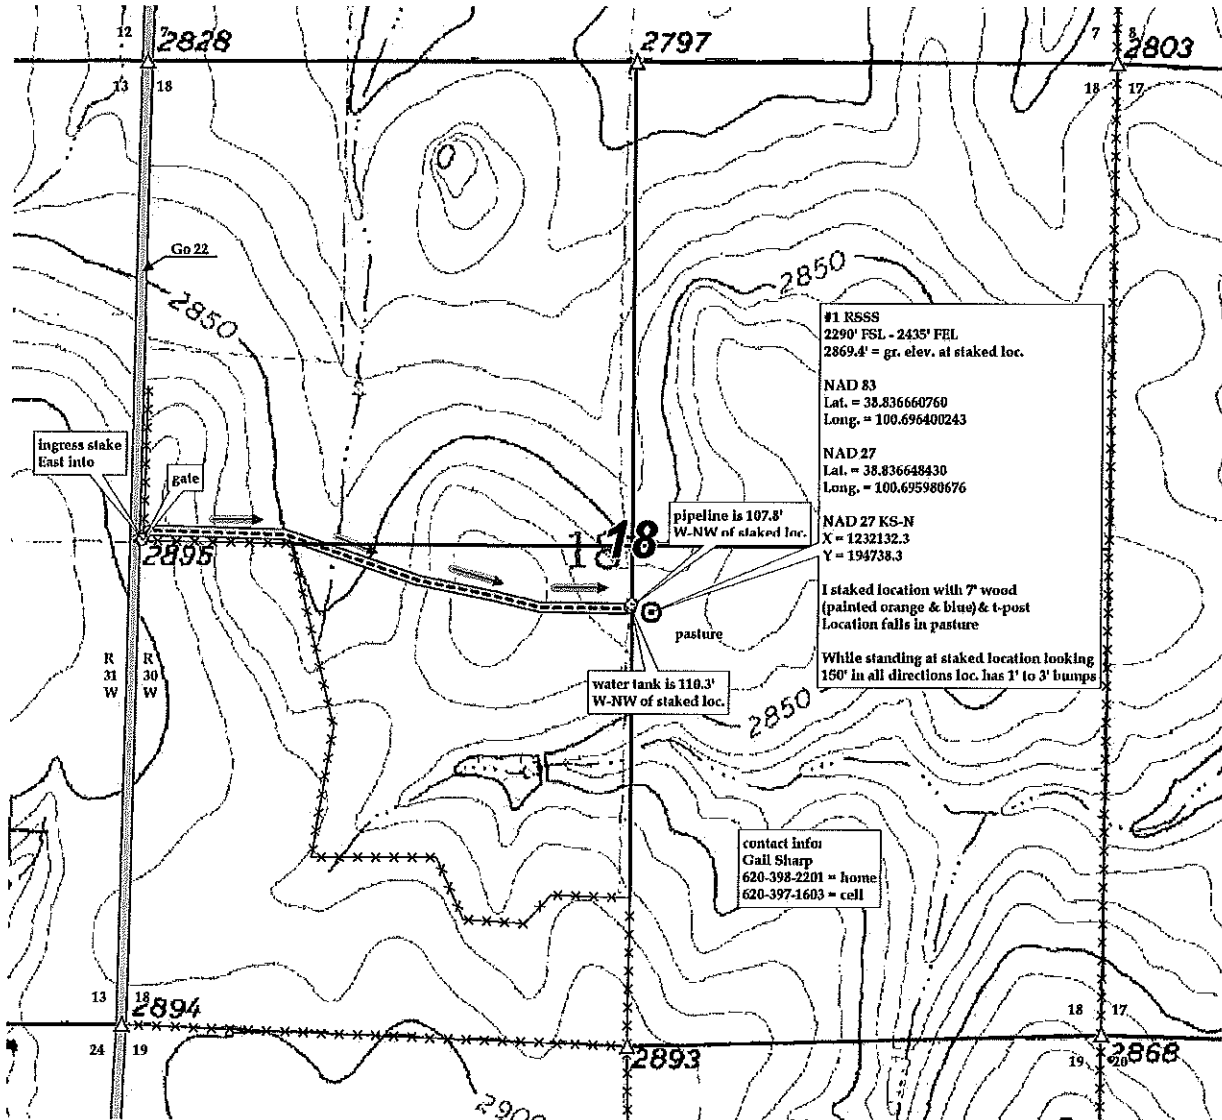 12 7
2828
2797
7 8
2803
13 18
18 17
Go 22
2850
2850
#1 RSSS
2290' FSL - 2435' FEL
2869.4' = gr. elev. at staked loc.
NAD 83
Lat. = 38.836660760
Long. = 100.696400243
NAD 27
Lat. = 38.836648430
Long. = 100.695980676
NAD 27 KS-N
X = 1232132.3
Y = 194738.3
I staked location with 7' wood
(painted orange & blue) & t-post
Location falls in pasture
While standing at staked location looking
150' in all directions loc. has 1' to 3' bumps
ingress stake
East into
gate
pipeline is 107.8'
W-NW of staked loc.
2895
18
18
pasture
R
31
W
R
30
W
water tank is 110.3'
W-NW of staked loc.
2850
contact info:
Gail Sharp
620-398-2201 = home
620-397-1603 = cell
13 18
2894
18 17
24 19
2893
19 20
2868
2900